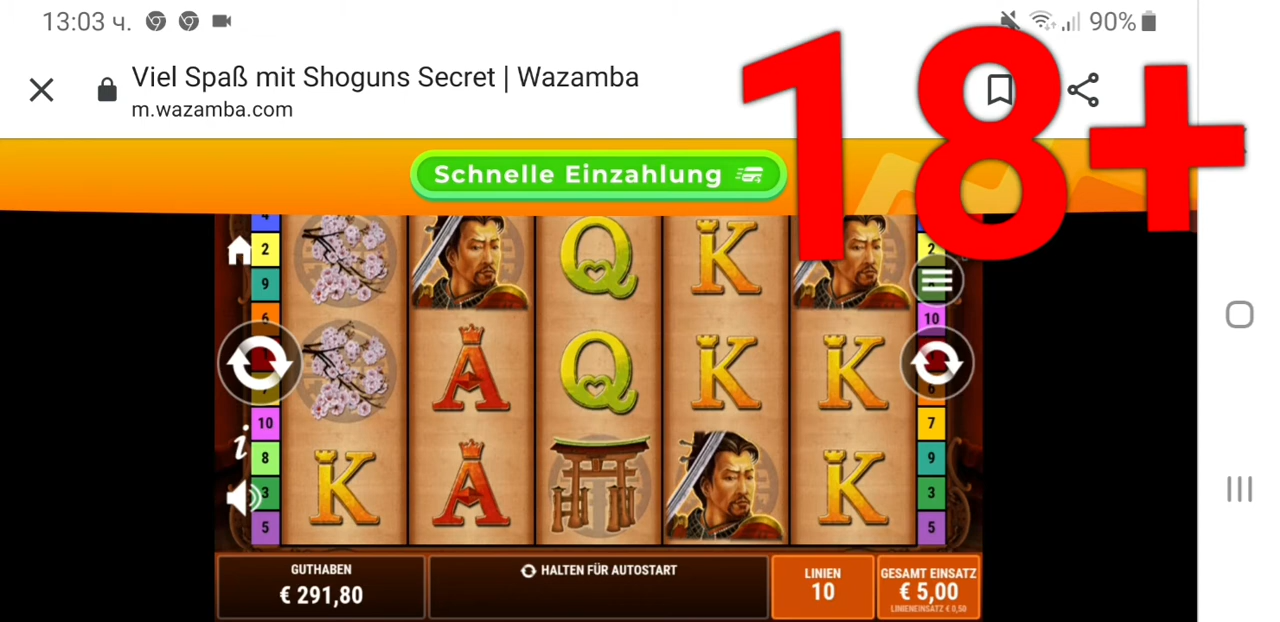 13:03 ч.
90%
18+
Viel Spaß mit Shoguns Secret | Wazamba
m.wazamba.com
Schnelle Einzahlung
4
2
9
6
10
8
3
5
2
10
7
9
3
5
Q
K
A
Q
K
K
K
A
K
i
GUTHABEN
€ 291,80
HALTEN FÜR AUTOSTART
LINIEN
10
GESAMT EINSATZ
€ 5,00
LINIENEINSATZ € 0,50